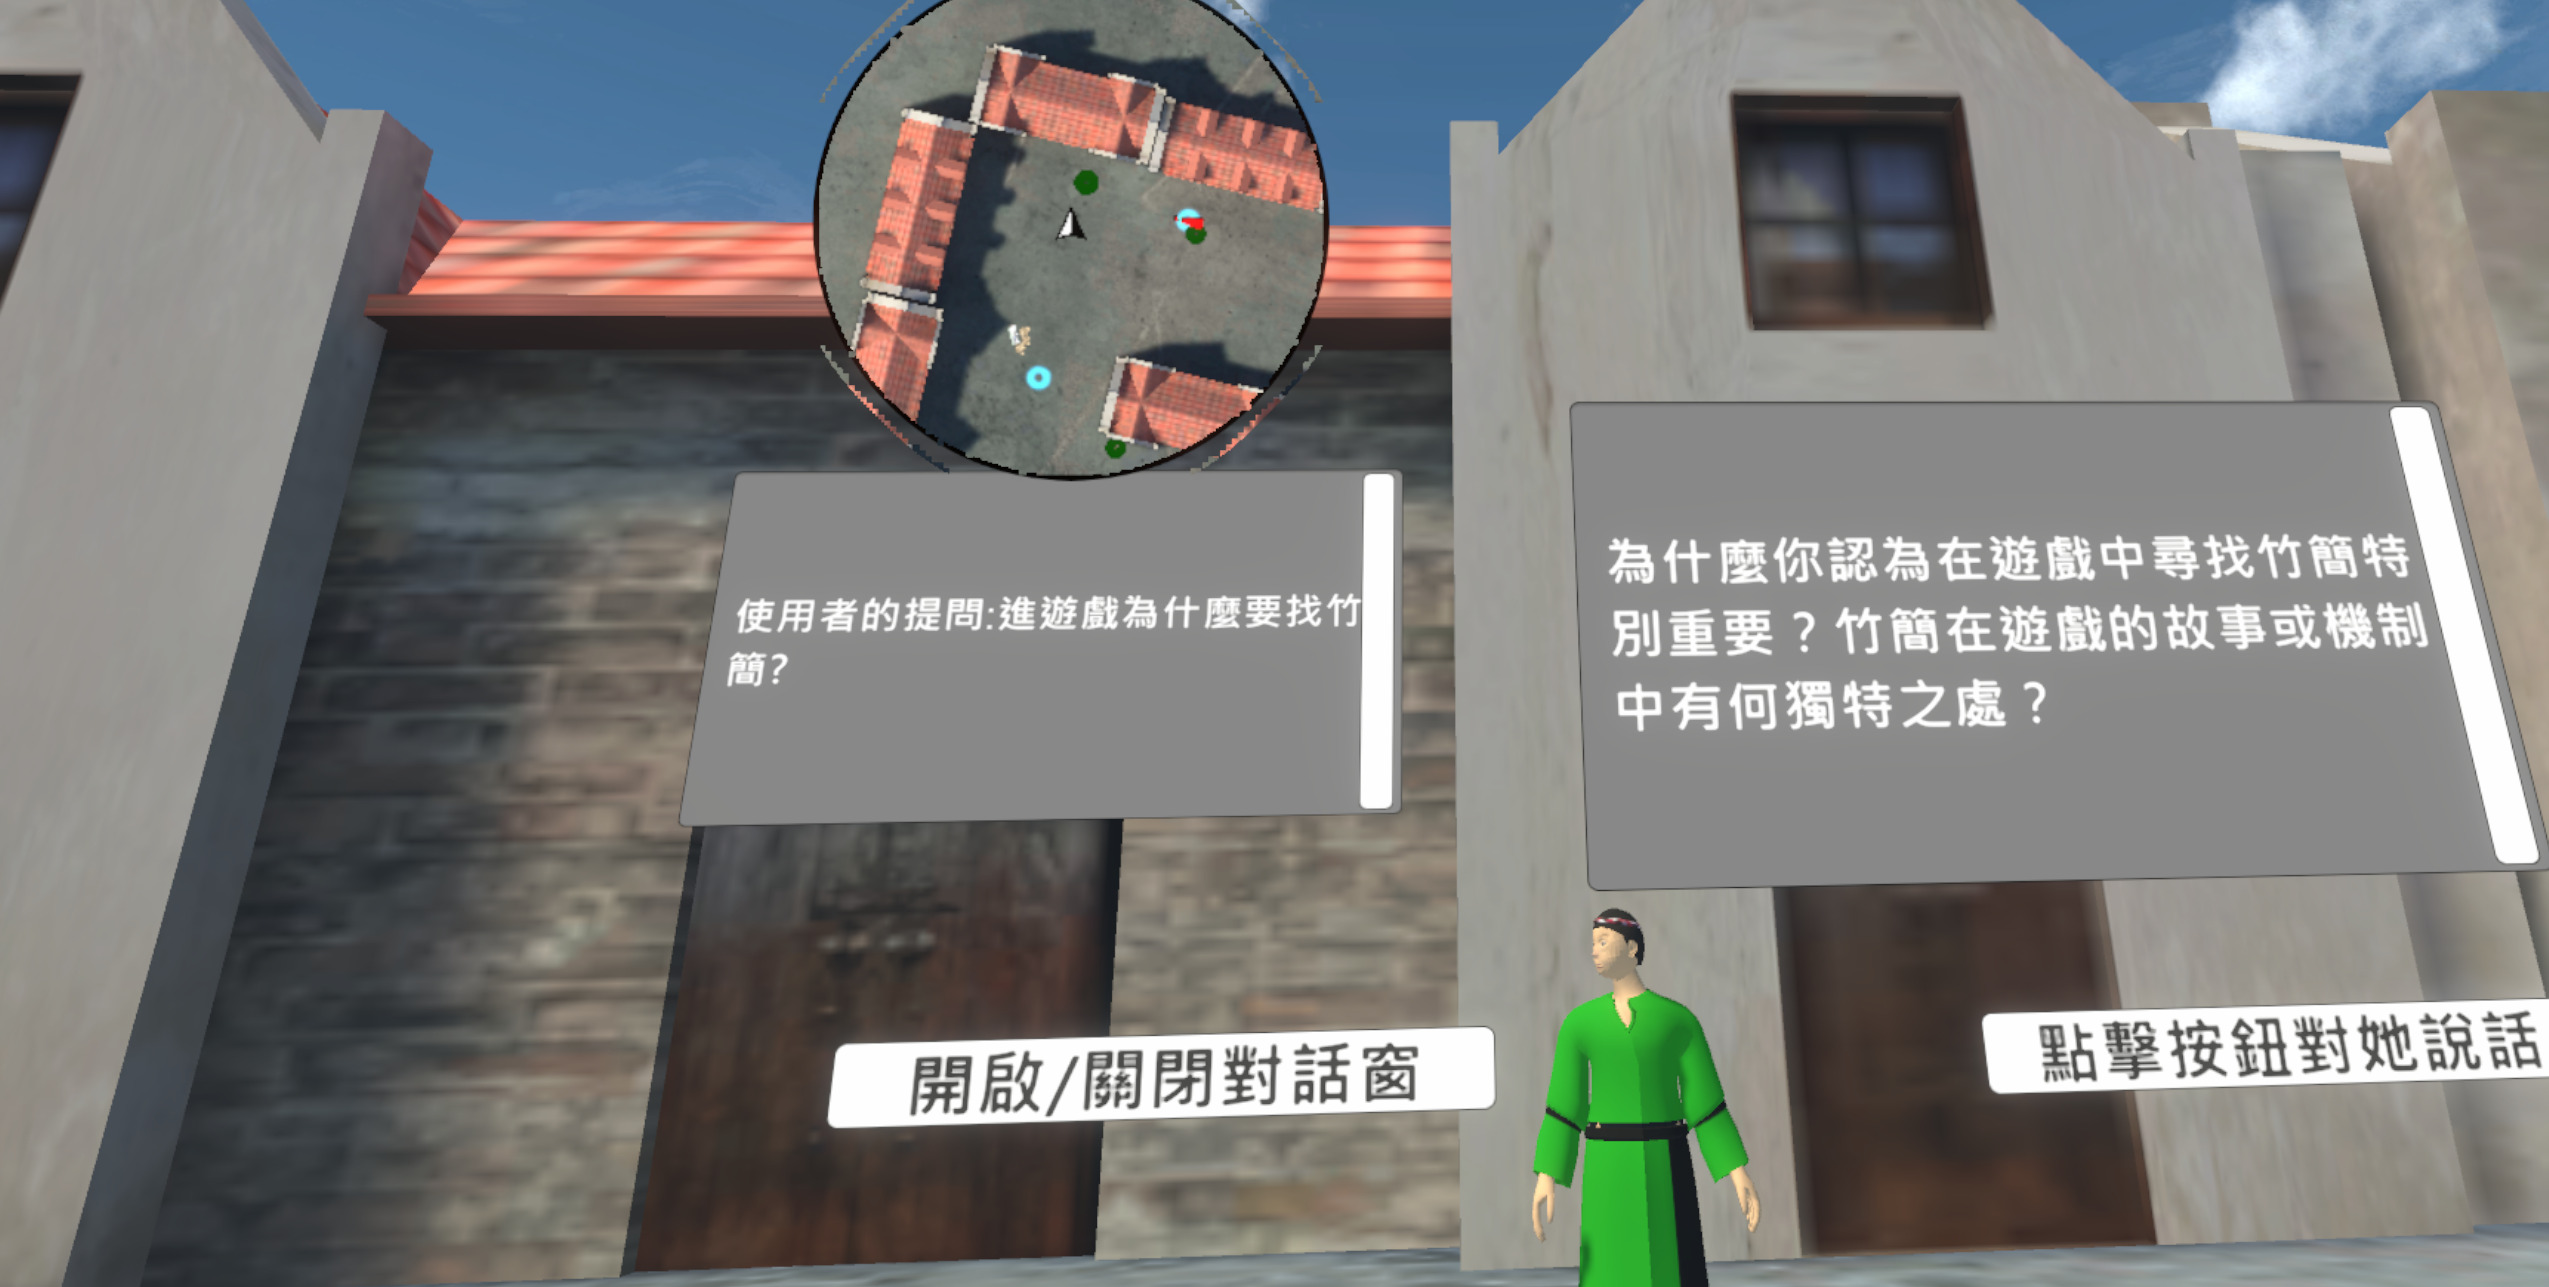 使用者的提問:進遊戲為什麼要找竹
簡?
為什麼你認為在遊戲中尋找竹簡特
別重要？竹簡在遊戲的故事或機制
中有何獨特之處？
開啟/關閉對話窗
點擊按鈕對她說話